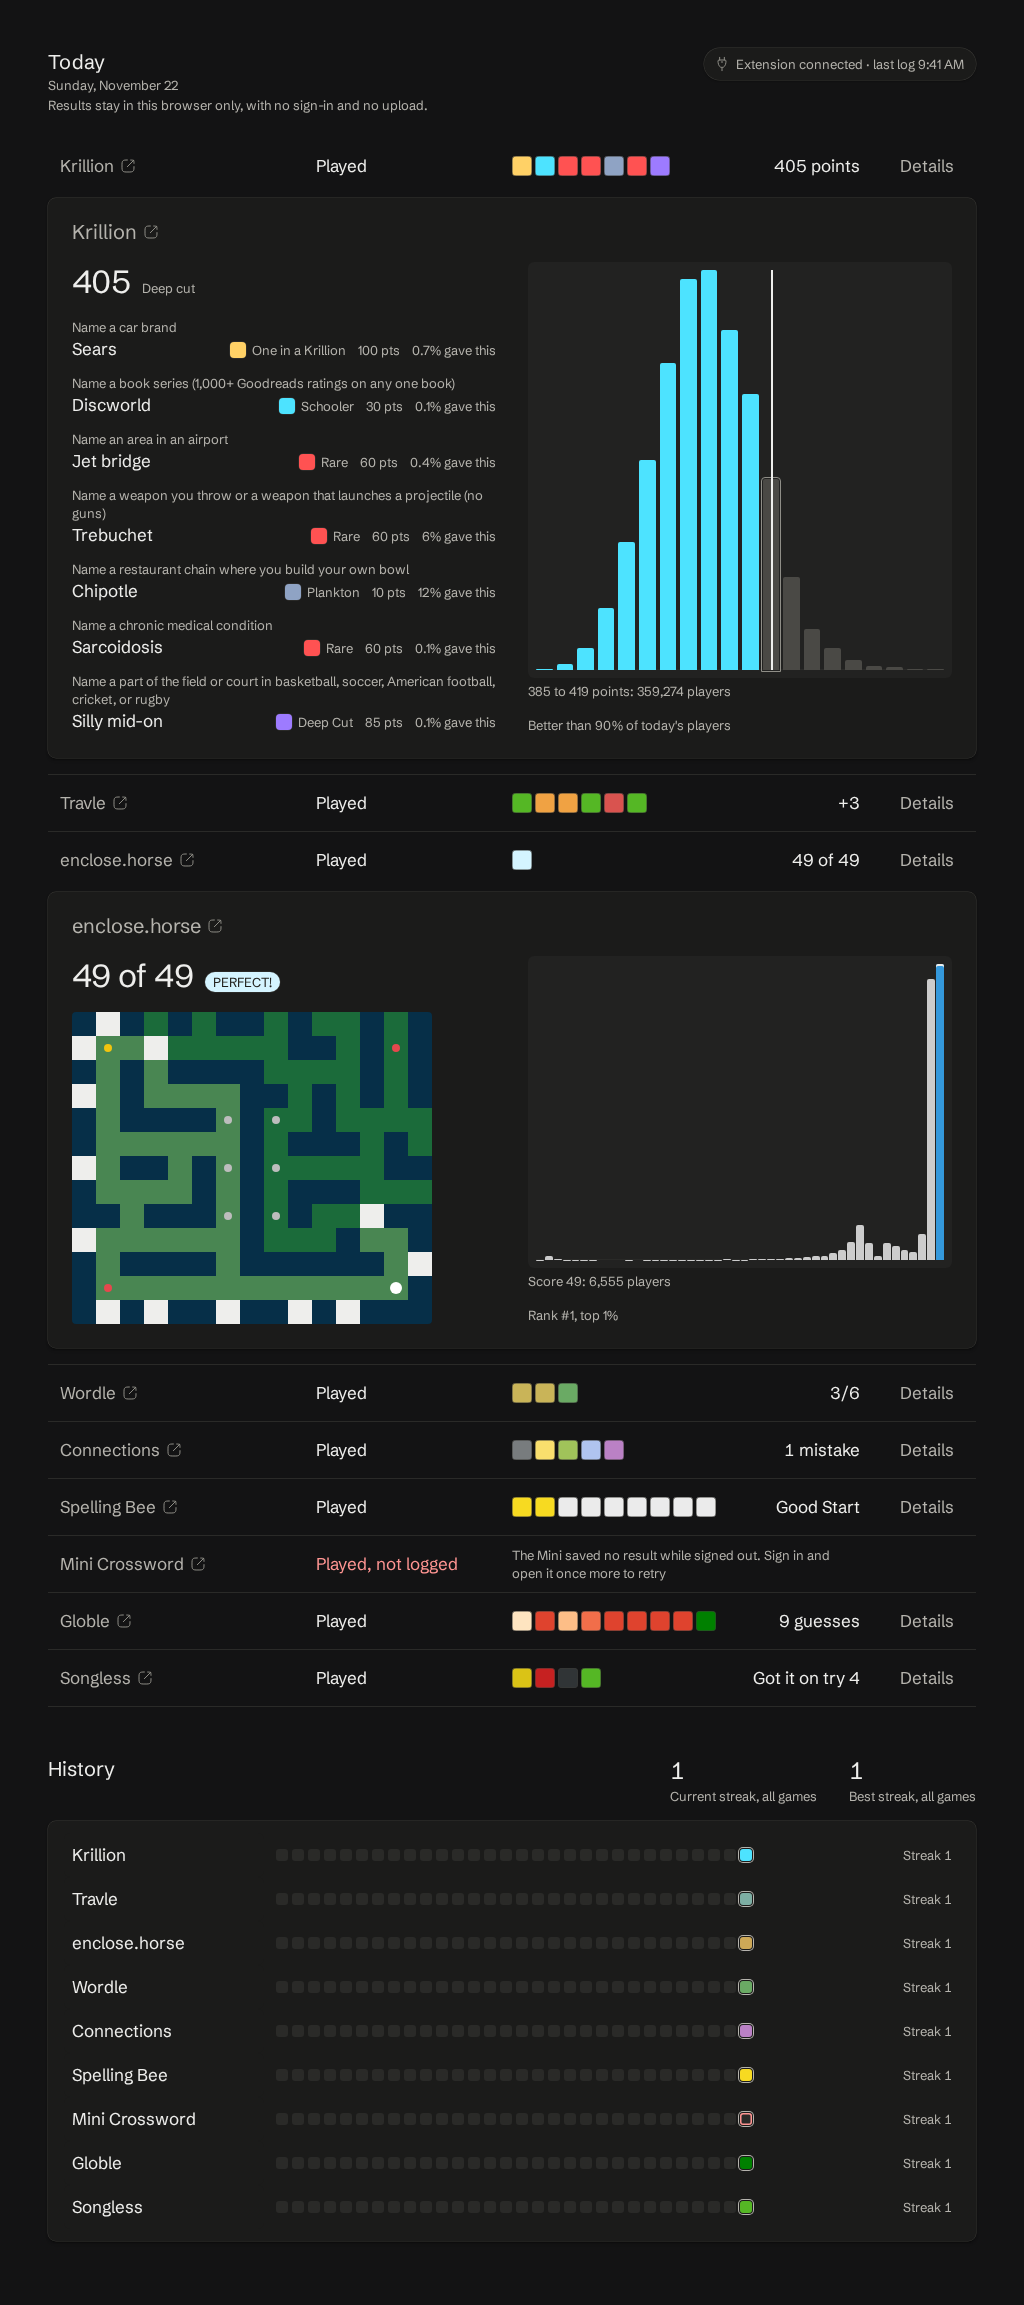 Today
Sunday, November 22
Results stay in this browser only, with no sign-in and no upload.
Extension connected · last log 9:41 AM
Krillion
Played
405 points
Details
Krillion
405
Deep cut
Name a car brand
Sears
One in a Krillion
100 pts
0.7% gave this
Name a book series (1,000+ Goodreads ratings on any one book)
Discworld
Schooler
30 pts
0.1% gave this
Name an area in an airport
Jet bridge
Rare
60 pts
0.4% gave this
Name a weapon you throw or a weapon that launches a projectile (no
guns)
Trebuchet
Rare
60 pts
6% gave this
Name a restaurant chain where you build your own bowl
Chipotle
Plankton
10 pts
12% gave this
Name a chronic medical condition
Sarcoidosis
Rare
60 pts
0.1% gave this
Name a part of the field or court in basketball, soccer, American football,
cricket, or rugby
Silly mid-on
Deep Cut
85 pts
0.1% gave this
385 to 419 points: 359,274 players
Better than 90% of today's players
Travle
Played
+3
Details
enclose.horse
Played
49 of 49
Details
enclose.horse
49 of 49
PERFECT!
Score 49: 6,555 players
Rank #1, top 1%
Wordle
Played
3/6
Details
Connections
Played
1 mistake
Details
Spelling Bee
Played
Good Start
Details
Mini Crossword
Played, not logged
The Mini saved no result while signed out. Sign in and
open it once more to retry
Globle
Played
9 guesses
Details
Songless
Played
Got it on try 4
Details
History
1
Current streak, all games
1
Best streak, all games
Krillion
Streak 1
Travle
Streak 1
enclose.horse
Streak 1
Wordle
Streak 1
Connections
Streak 1
Spelling Bee
Streak 1
Mini Crossword
Streak 1
Globle
Streak 1
Songless
Streak 1